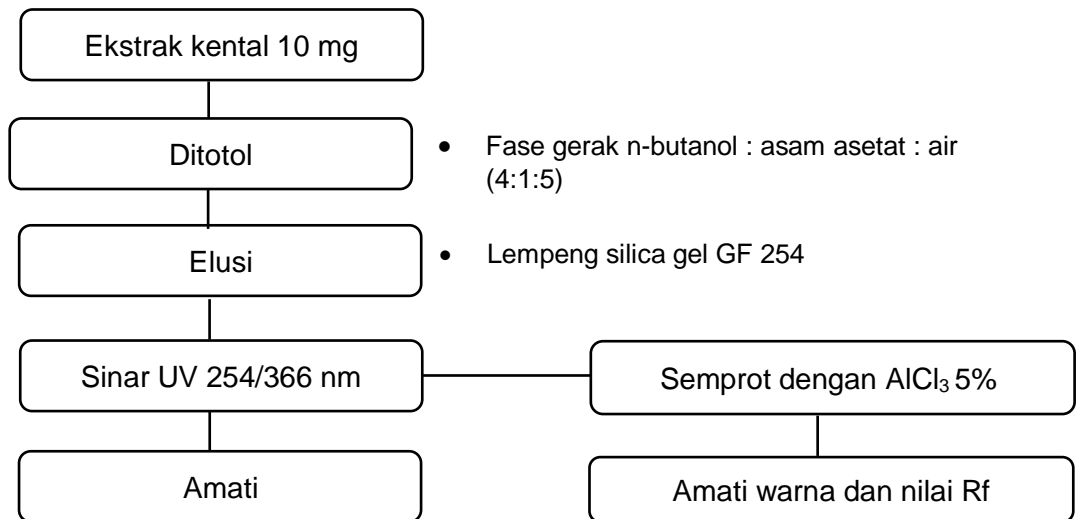 Ekstrak kental 10 mg
Ditotol
• Fase gerak n-butanol : asam asetat : air
(4:1:5)
Elusi
• Lempeng silica gel GF 254
Sinar UV 254/366 nm
Semprot dengan AlCl₃ 5%
Amati
Amati warna dan nilai Rf